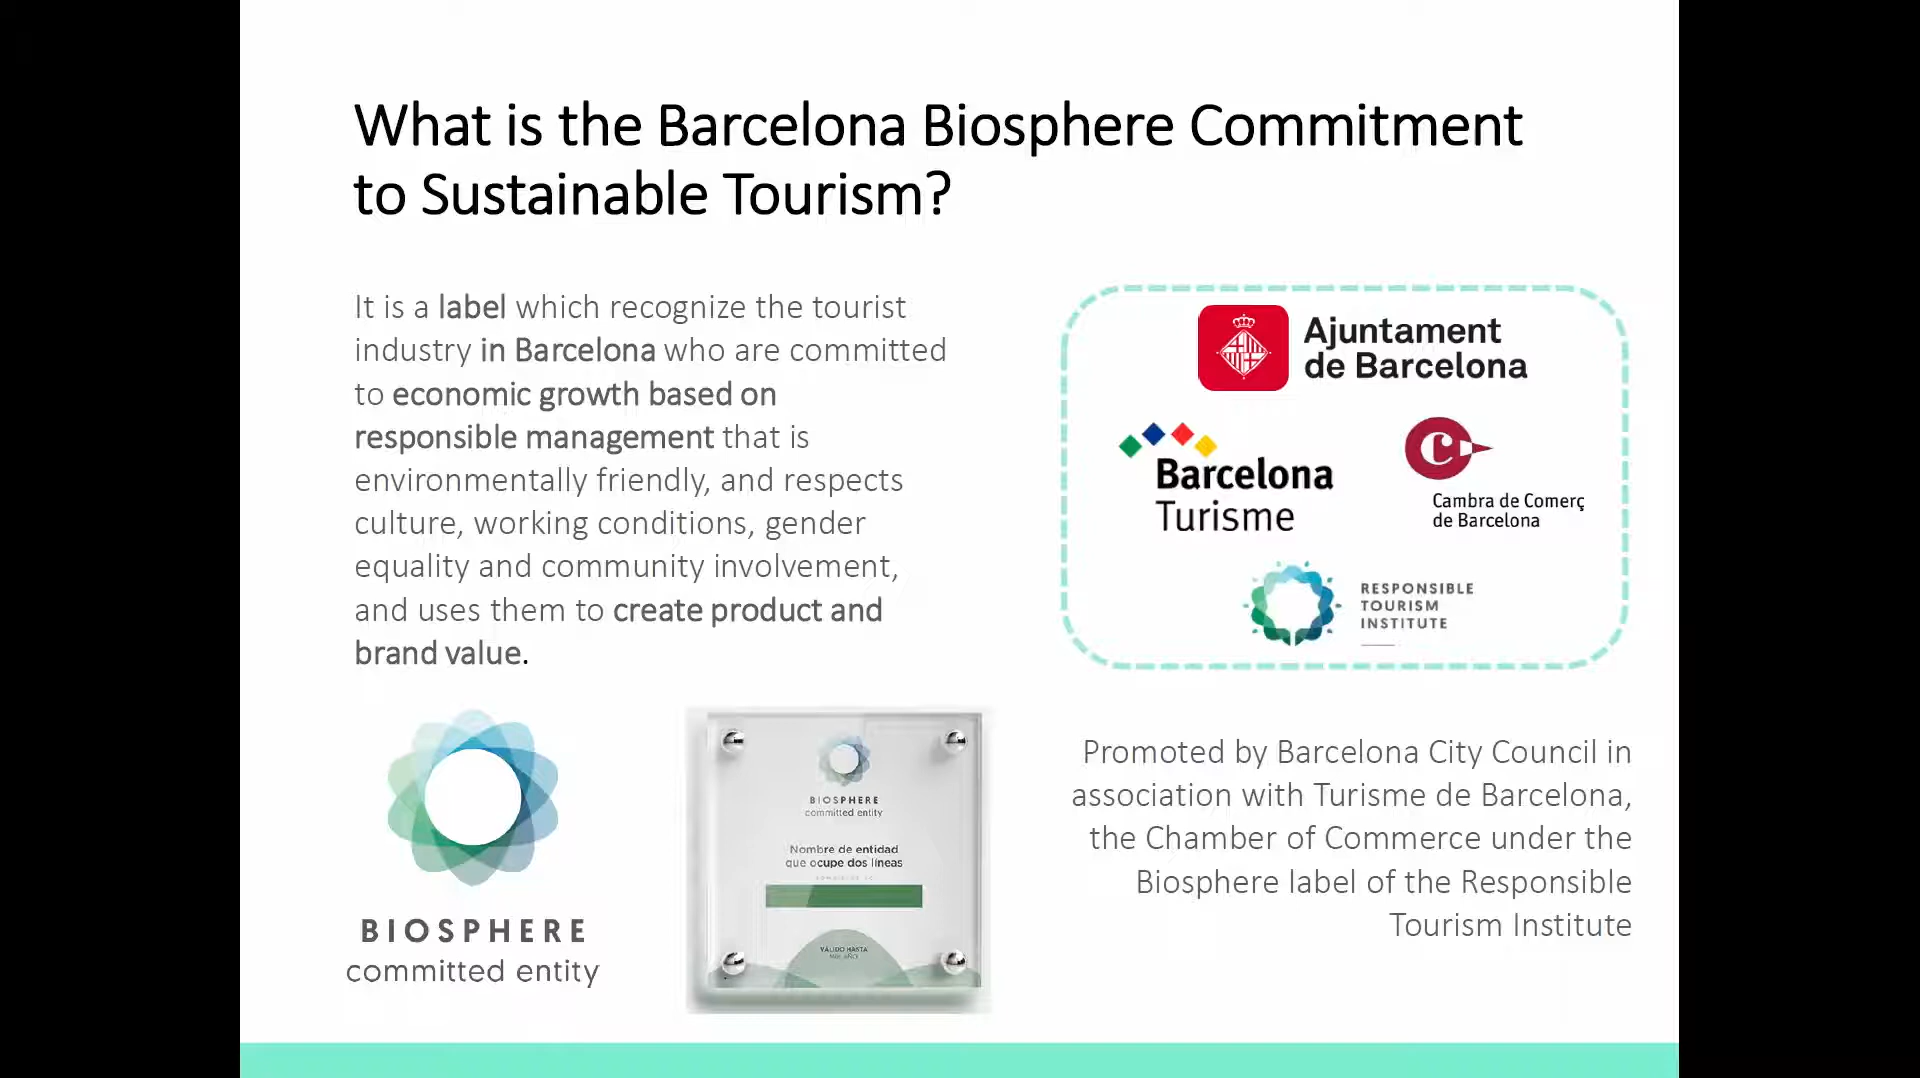 What is the Barcelona Biosphere Commitment
to Sustainable Tourism?
It is a label which recognize the tourist
industry in Barcelona who are committed
to economic growth based on
responsible management that is
environmentally friendly, and respects
culture, working conditions, gender
equality and community involvement,
and uses them to create product and
brand value.
Ajuntament
de Barcelona
Barcelona
Turisme
C
Cambra de Comerç
de Barcelona
RESPONSIBLE
TOURISM
INSTITUTE
BIOSPHERE
committed entity
BIOSPHERE
committed entity
Nombre de entidad
que ocupe dos líneas
VÁLIDO HASTA
Promoted by Barcelona City Council in
association with Turisme de Barcelona,
the Chamber of Commerce under the
Biosphere label of the Responsible
Tourism Institute